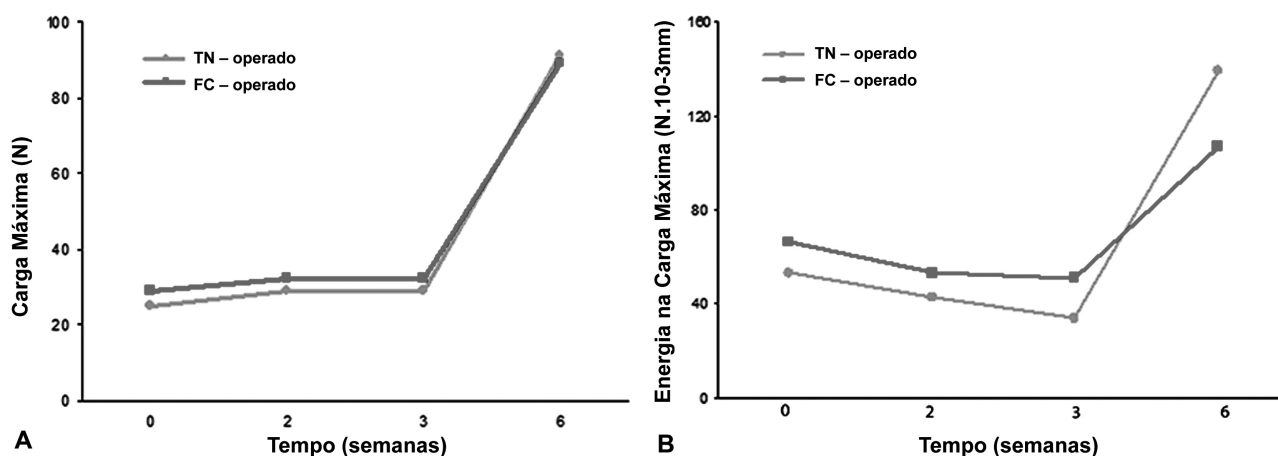 100
80
60
40
20
0
Carga Máxima (N)
TN – operado
FC – operado
0 2 3 6
Tempo (semanas)
A
160
120
80
40
0
Energia na Carga Máxima (N.10-3mm)
TN – operado
FC – operado
0 2 3 6
Tempo (semanas)
B